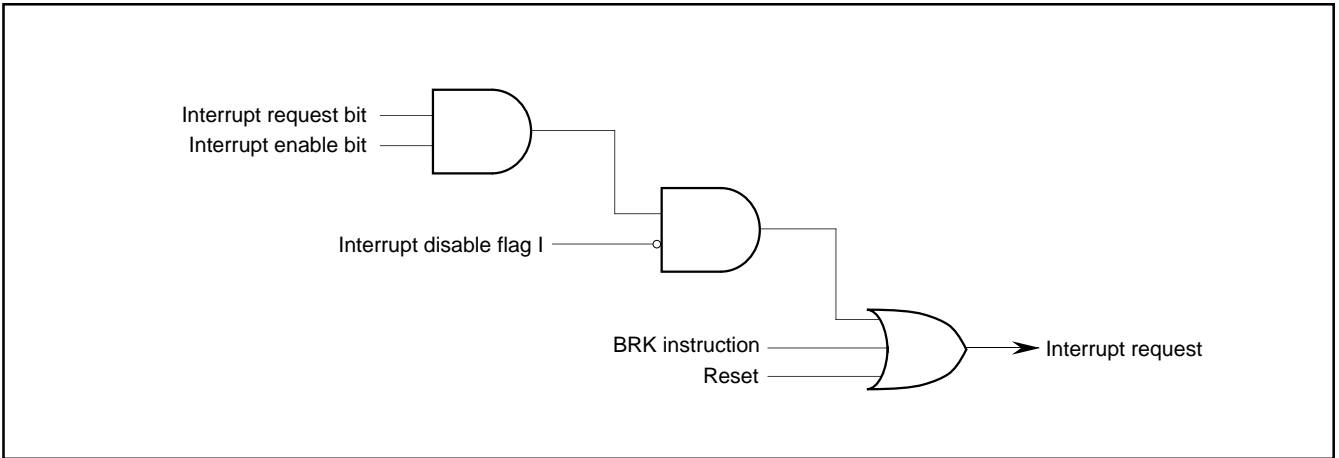 Interrupt request bit
Interrupt enable bit
Interrupt disable flag I
BRK instruction
Reset
Interrupt request